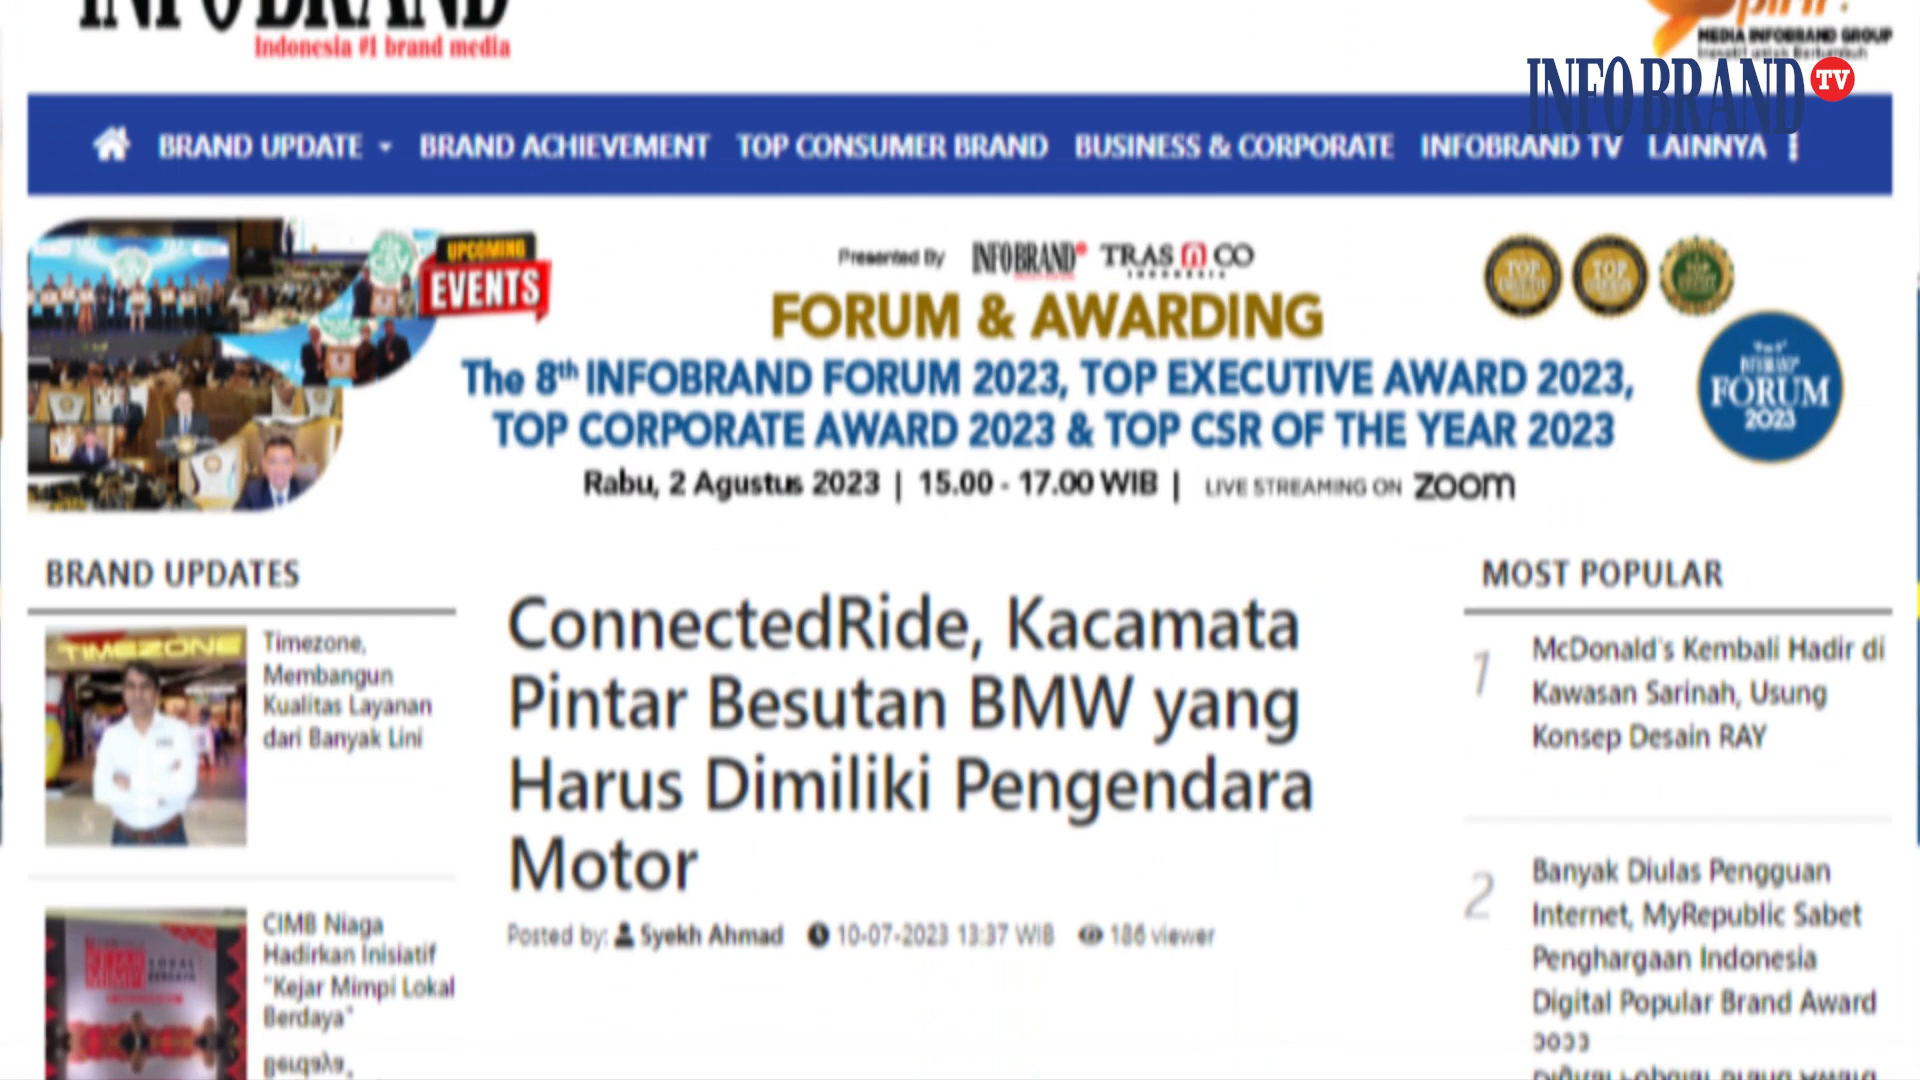 INFO BRAND
Indonesia #1 brand media
MEDIA INFOBRAND GROUP
INFOBRAND TV
BRAND UPDATE
BRAND ACHIEVEMENT
TOP CONSUMER BRAND
BUSINESS & CORPORATE
INFOBRAND TV
LAINNYA
UPCOMING
EVENTS
Presented By INFOBRAND TRAS N CO
INDONESIA
FORUM & AWARDING
The 8th INFOBRAND FORUM 2023, TOP EXECUTIVE AWARD 2023,
TOP CORPORATE AWARD 2023 & TOP CSR OF THE YEAR 2023
Rabu, 2 Agustus 2023 | 15.00 - 17.00 WIB | LIVE STREAMING ON zoom
TOP
TOP
TOP
FORUM
2023
BRAND UPDATES
TIMEZONE
Timezone,
Membangun
Kualitas Layanan
dari Banyak Lini
CIMB Niaga
Hadirkan Inisiatif
"Kejar Mimpi Lokal
Berdaya"
ConnectedRide, Kacamata
Pintar Besutan BMW yang
Harus Dimiliki Pengendara
Motor
Posted by: Syekh Ahmad 10-07-2023 13:37 WIB 186 viewer
MOST POPULAR
1
McDonald's Kembali Hadir di
Kawasan Sarinah, Usung
Konsep Desain RAY
2
Banyak Diulas Pengguan
Internet, MyRepublic Sabet
Penghargaan Indonesia
Digital Popular Brand Award